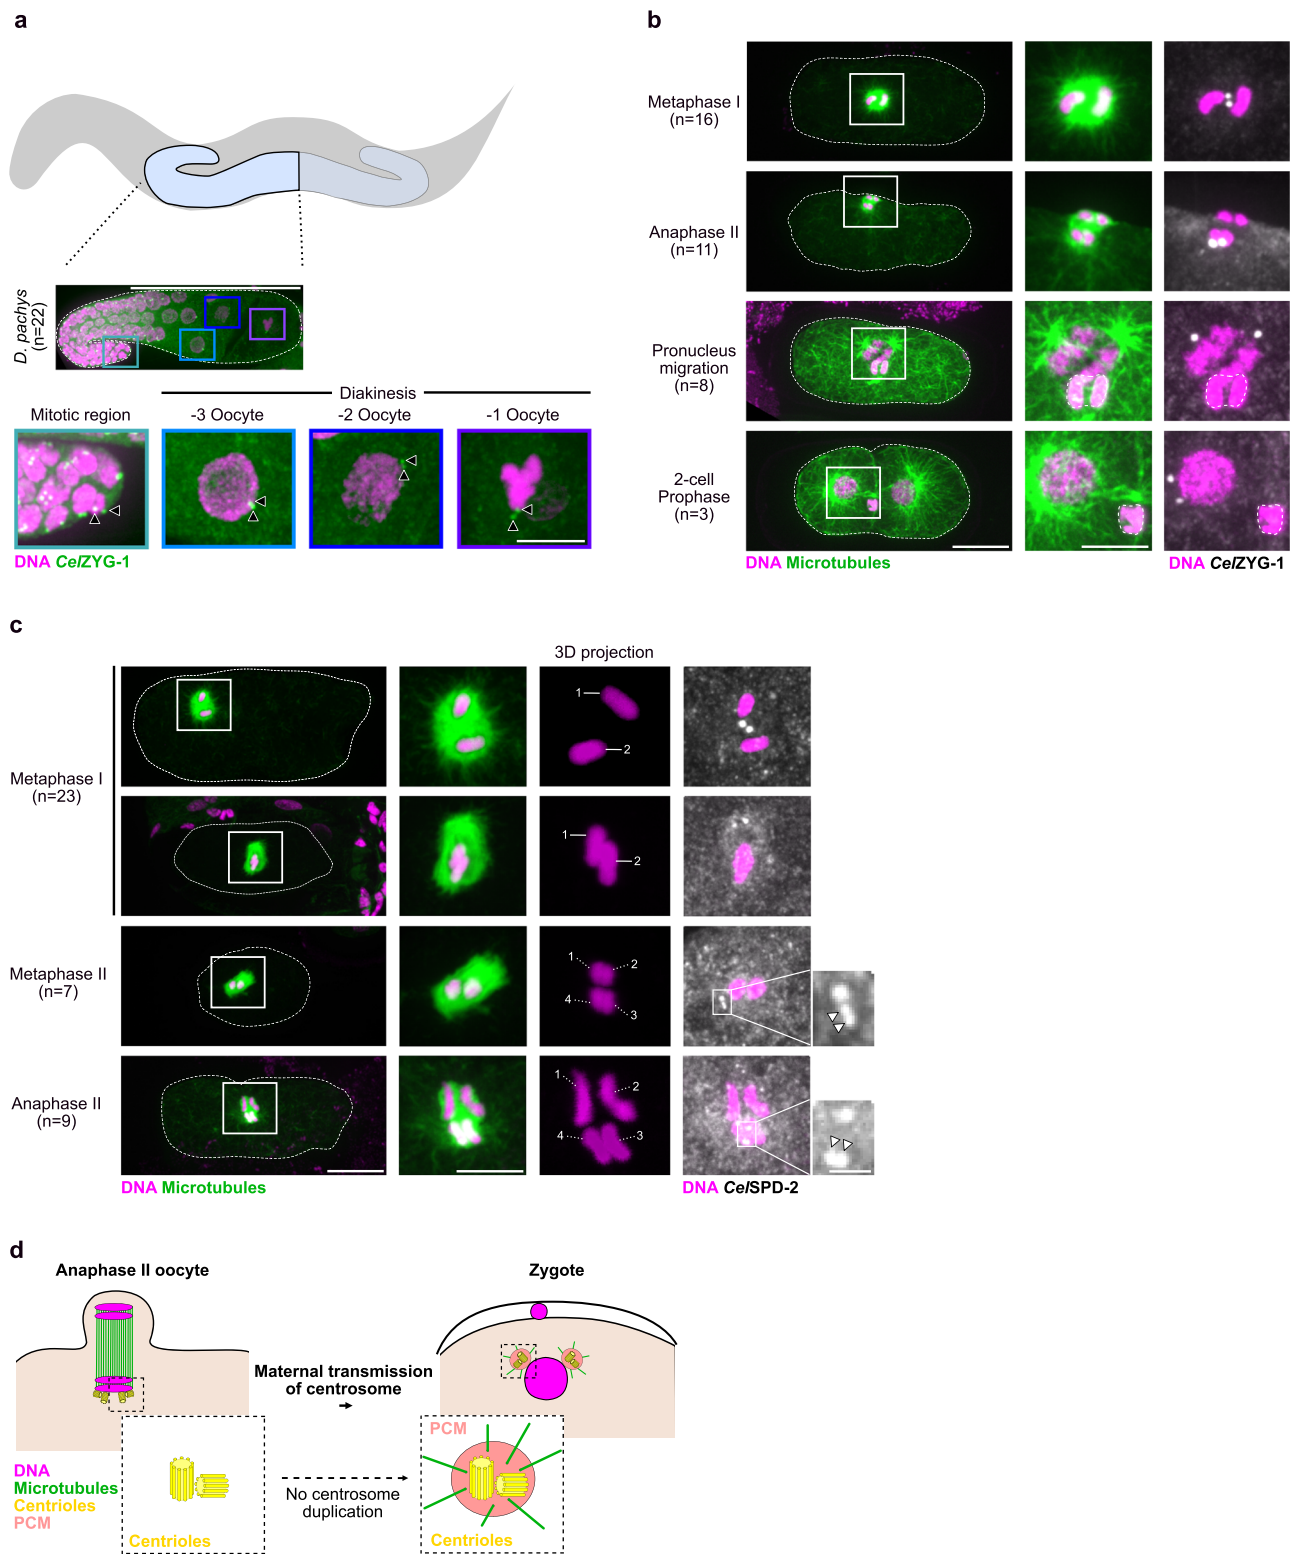 a
D. pachys
(n=22)
Diakinesis
Mitotic region
-3 Oocyte
-2 Oocyte
-1 Oocyte
DNA CelZYG-1
b
Metaphase I
(n=16)
Anaphase II
(n=11)
Pronucleus
migration
(n=8)
2-cell
Prophase
(n=3)
DNA Microtubules
DNA CelZYG-1
c
3D projection
Metaphase I
(n=23)
1
2
1
2
Metaphase II
(n=7)
1
2
4
3
Anaphase II
(n=9)
1
2
4
3
DNA Microtubules
DNA CelSPD-2
d
Anaphase II oocyte
Zygote
Maternal transmission
of centrosome
DNA
Microtubules
Centrioles
PCM
Centrioles
No centrosome
duplication
PCM
Centrioles